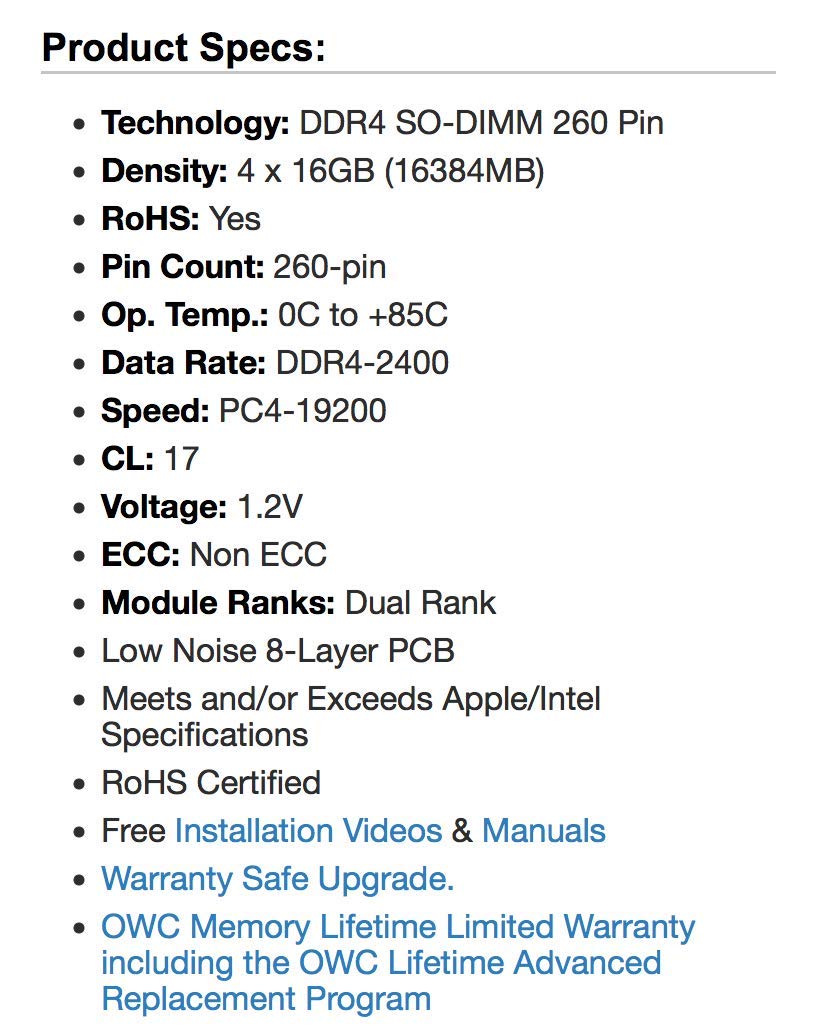 Product Specs:
Technology: DDR4 SO-DIMM 260 Pin
Density: 4 x 16GB (16384MB)
RoHS: Yes
Pin Count: 260-pin
Op. Temp.: 0C to +85C
Data Rate: DDR4-2400
Speed: PC4-19200
CL: 17
Voltage: 1.2V
ECC: Non ECC
Module Ranks: Dual Rank
Low Noise 8-Layer PCB
Meets and/or Exceeds Apple/Intel
Specifications
RoHS Certified
Free Installation Videos & Manuals
Warranty Safe Upgrade.
OWC Memory Lifetime Limited Warranty
including the OWC Lifetime Advanced
Replacement Program